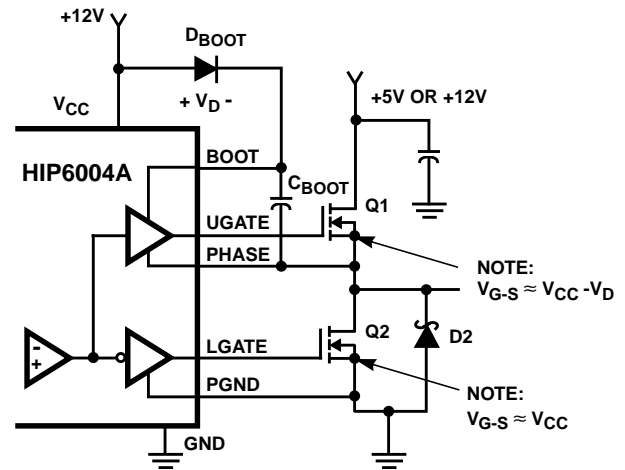 +12V
DBOOT
+ VD -
VCC
+5V OR +12V
BOOT
HIP6004A
CBOOT
Q1
UGATE
PHASE
NOTE:
VG-S ≈ VCC -VD
Q2
D2
LGATE
- +
PGND
NOTE:
VG-S ≈ VCC
GND